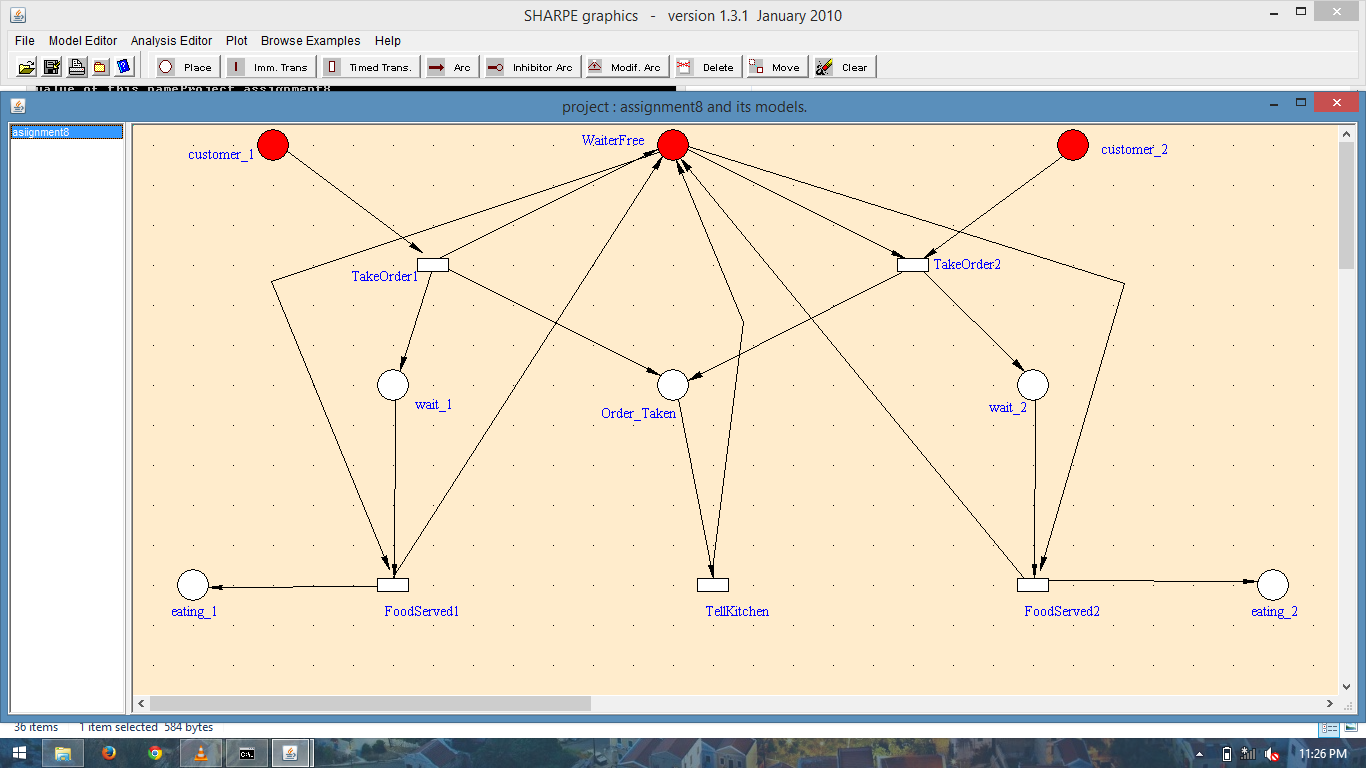 SHARPE graphics - version 1.3.1 January 2010
File Model Editor Analysis Editor Plot Browse Examples Help
Place Imm. Trans Timed Trans. Arc Inhibitor Arc Modif. Arc Delete Move Clear
value of this nameProject assignment8
project : assiignment8 and its models.
asiignment8
customer_1
WaiterFree
customer_2
TakeOrder1
TakeOrder2
wait_1
Order_Taken
wait_2
eating_1
FoodServed1
TellKitchen
FoodServed2
eating_2
36 items 1 item selected 584 bytes
C:\.
11:26 PM